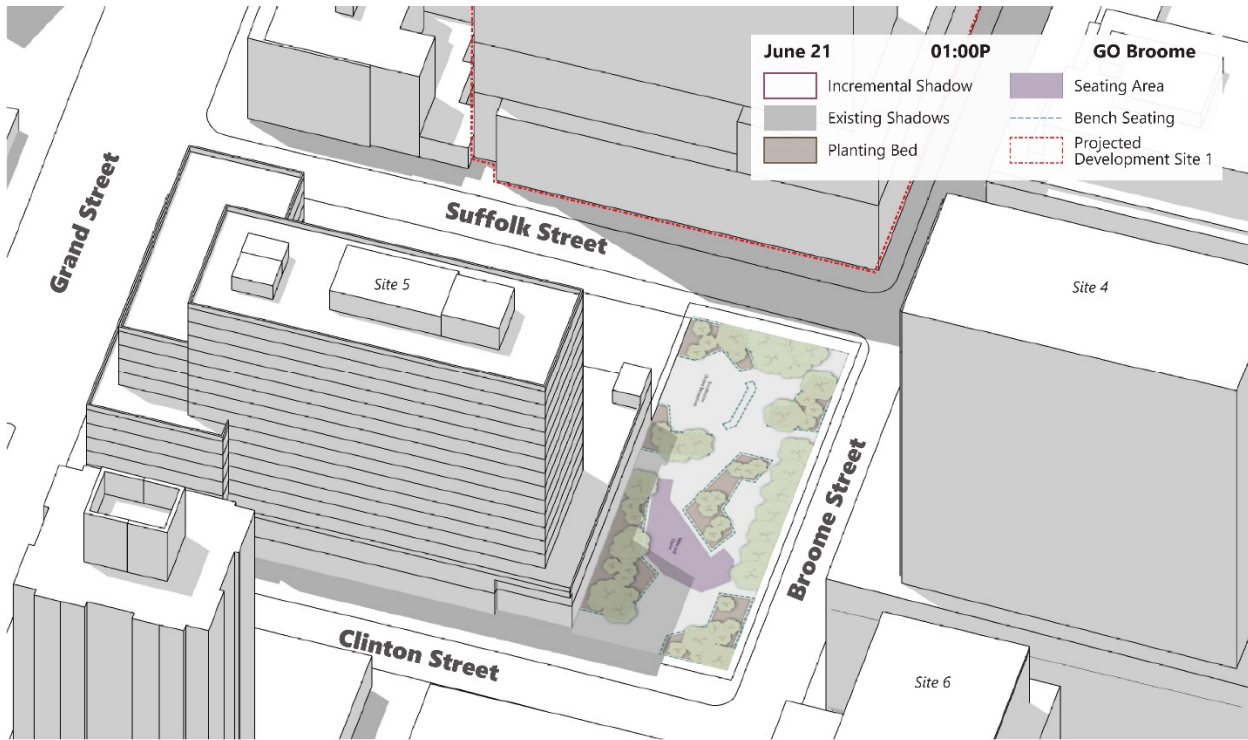 June 21 01:00P GO Broome
Incremental Shadow
Existing Shadows
Planting Bed
Seating Area
Bench Seating
Projected
Development Site 1
Grand Street
Suffolk Street
Site 5
Site 4
Broome Street
Clinton Street
Site 6